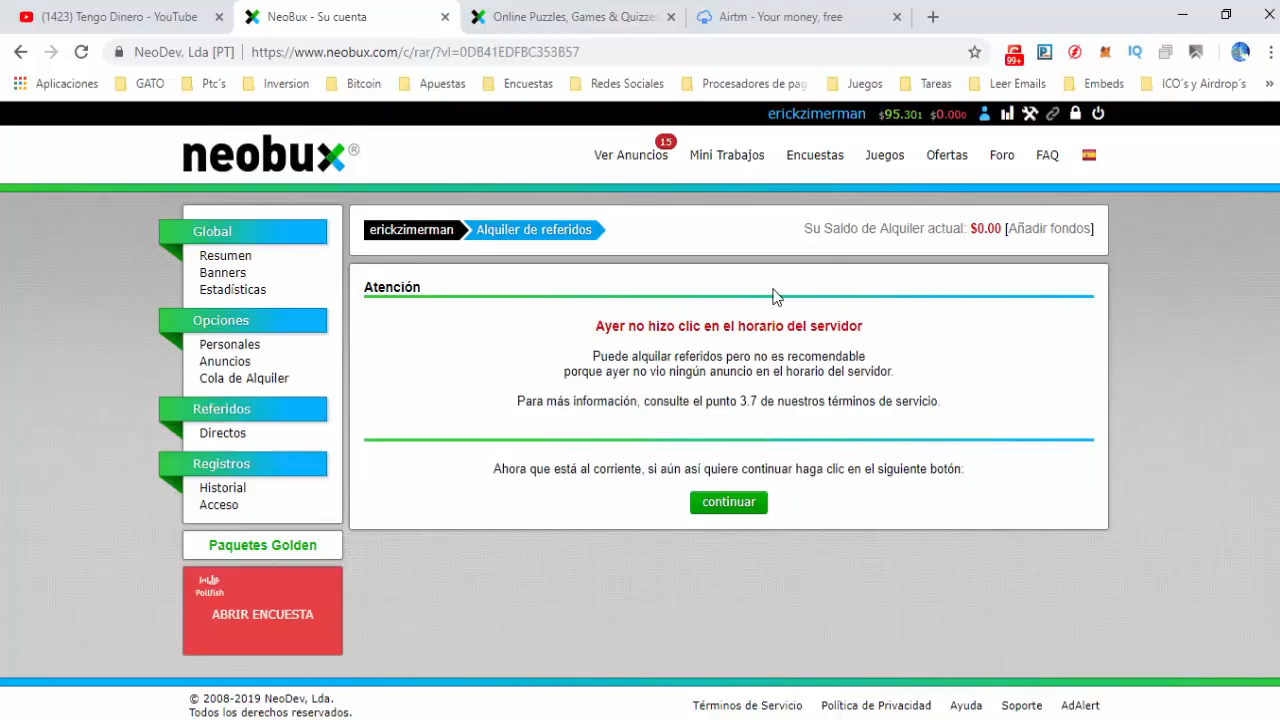 (1423) Tengo Dinero - YouTube
NeoBux - Su cuenta
Online Puzzles, Games & Quizze
Airtm - Your money, free
NeoDev, Lda [PT]
https://www.neobux.com/c/rar/?vl=0DB41EDFBC353B57
99+
IQ
Aplicaciones
GATO
Ptc´s
Inversion
Bitcoin
Apuestas
Encuestas
Redes Sociales
Procesadores de pag
Juegos
Tareas
Leer Emails
Embeds
ICO´s y Airdrop´s
erickzimerman $95.301 $0.000
neobux®
15
Ver Anuncios
Mini Trabajos
Encuestas
Juegos
Ofertas
Foro
FAQ
Global
Resumen
Banners
Estadísticas
Opciones
Personales
Anuncios
Cola de Alquiler
Referidos
Directos
Registros
Historial
Acceso
Paquetes Golden
Pollfish
ABRIR ENCUESTA
erickzimerman
Alquiler de referidos
Su Saldo de Alquiler actual: $0.00 [Añadir fondos]
Atención
Ayer no hizo clic en el horario del servidor
Puede alquilar referidos pero no es recomendable
porque ayer no vio ningún anuncio en el horario del servidor.
Para más información, consulte el punto 3.7 de nuestros términos de servicio.
Ahora que está al corriente, si aún así quiere continuar haga clic en el siguiente botón:
continuar
© 2008-2019 NeoDev, Lda.
Todos los derechos reservados.
Términos de Servicio
Política de Privacidad
Ayuda
Soporte
AdAlert